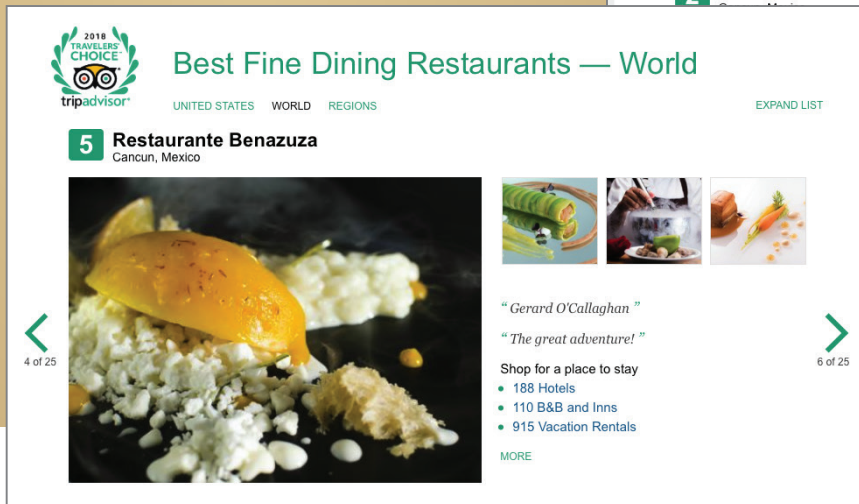 2018
TRAVELERS'
CHOICE™
tripadvisor®
Best Fine Dining Restaurants — World
UNITED STATES WORLD REGIONS
EXPAND LIST
5 Restaurante Benazuza
Cancun, Mexico
4 of 25
“ Gerard O'Callaghan ”
“ The great adventure! ”
Shop for a place to stay
• 188 Hotels
• 110 B&B and Inns
• 915 Vacation Rentals
MORE
6 of 25